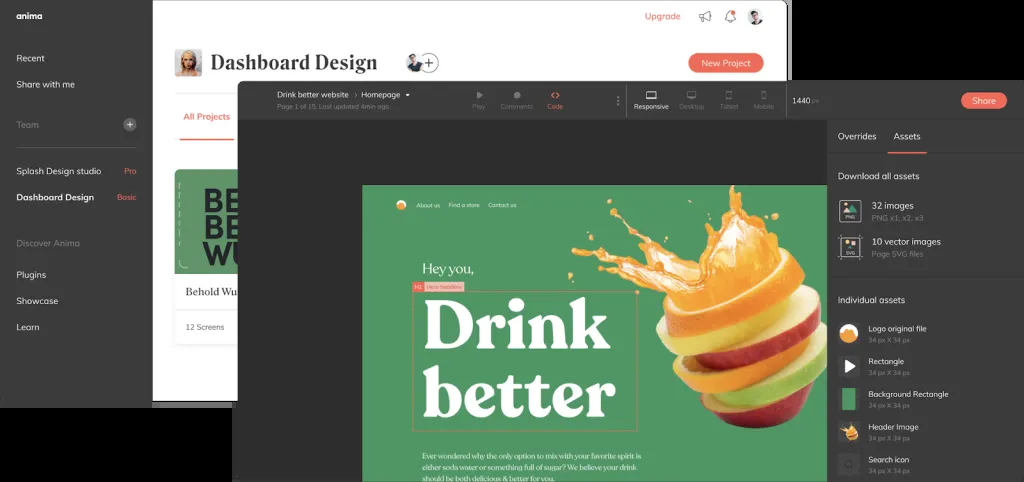 anima
Recent
Share with me
Team
Splash Design studio Pro
Dashboard Design Basic
Discover Anima
Plugins
Showcase
Learn
Upgrade
Dashboard Design
New Project
All Projects
BE
BE
WU
Behold Wu
12 Screens
Drink better website › Homepage
Page 1 of 15, Last updated 4min ago
Play
Comments
Code
Responsive
Desktop
Tablet
Mobile
1440 px
Share
About us
Find a store
Contact us
Hey you,
H1 Hero headers
Drink
better
Ever wondered why the only option to mix with your favorite spirit is
either soda water or something full of sugar? We believe your drink
should be both delicious & better for you.
Overrides
Assets
Download all assets
PNG
32 images
PNG x1, x2, x3
SVG
10 vector images
Page SVG files
Individual assets
Logo original file
34 px X 34 px
Rectangle
34 px X 34 px
Background Rectangle
34 px X 34 px
Header Image
34 px X 34 px
Search icon
34 px X 34 px